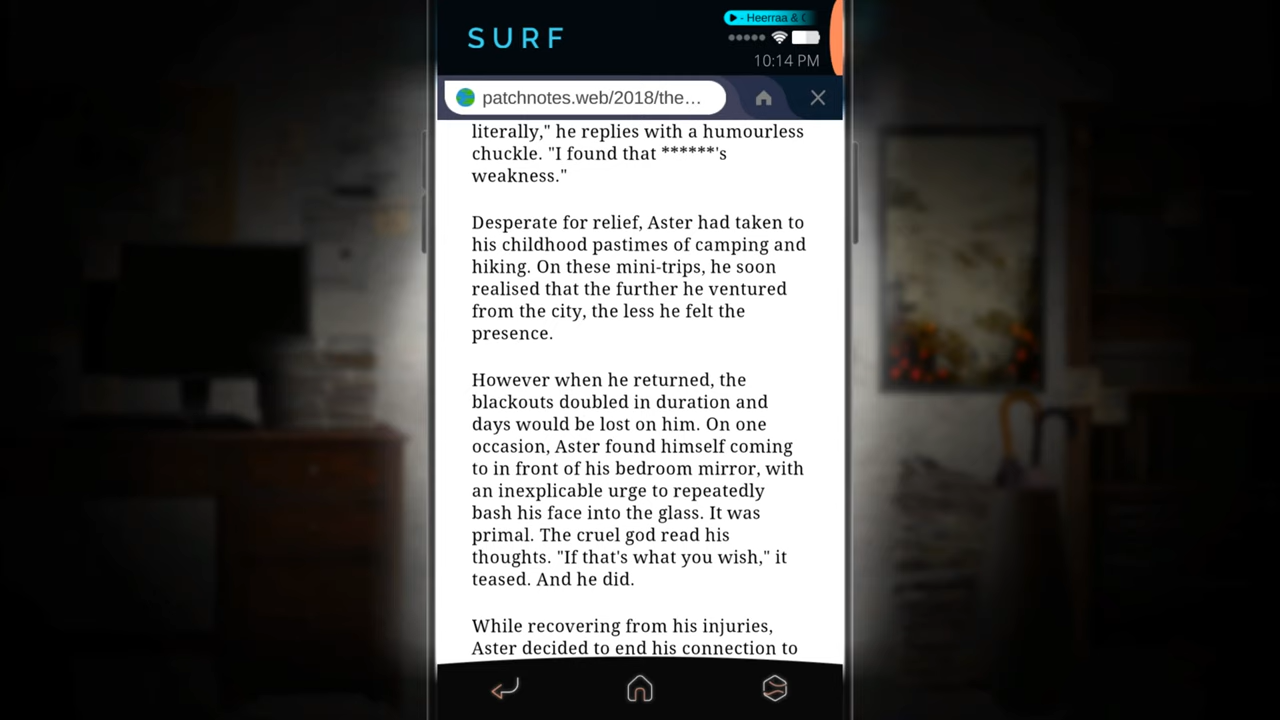 - Heerraa &
SURF
10:14 PM
patchnotes.web/2018/the...
literally," he replies with a humourless
chuckle. "I found that ******'s
weakness."
Desperate for relief, Aster had taken to
his childhood pastimes of camping and
hiking. On these mini-trips, he soon
realised that the further he ventured
from the city, the less he felt the
presence.
However when he returned, the
blackouts doubled in duration and
days would be lost on him. On one
occasion, Aster found himself coming
to in front of his bedroom mirror, with
an inexplicable urge to repeatedly
bash his face into the glass. It was
primal. The cruel god read his
thoughts. "If that's what you wish," it
teased. And he did.
While recovering from his injuries,
Aster decided to end his connection to